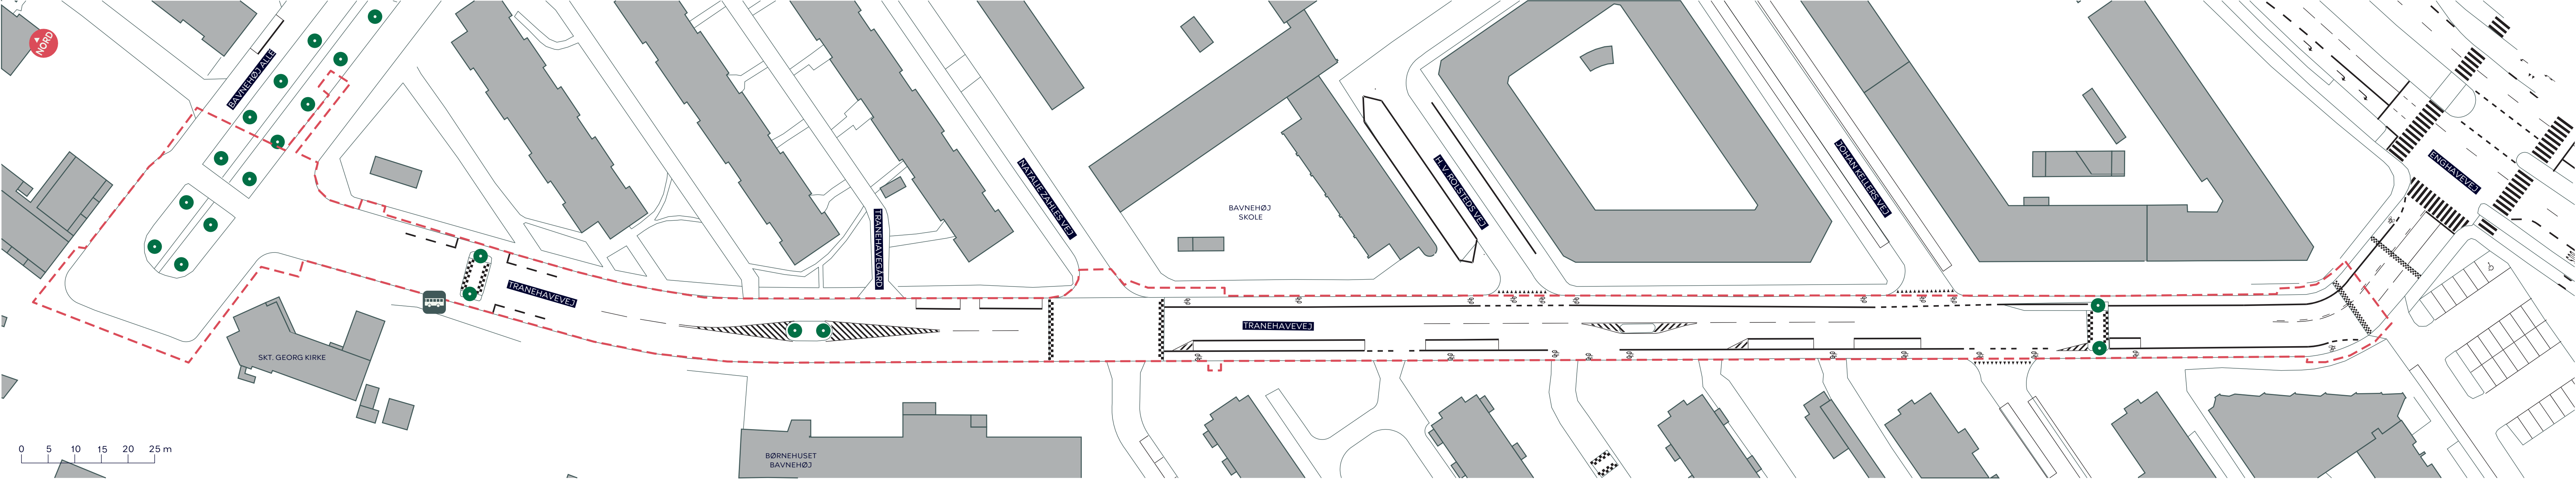 NORD
BAVNEHØJ ALLÉ
TRANEHAVEVEJ
TRANEHAVEGÅRD
NATALIE ZAHLES VEJ
BAVNEHØJ
SKOLE
H. V. ROLSTEDS VEJ
JOHAN KELLERS VEJ
ENGHAVEVEJ
TRANEHAVEVEJ
SKT. GEORG KIRKE
BØRNEHUSET
BAVNEHØJ
0 5 10 15 20 25 m